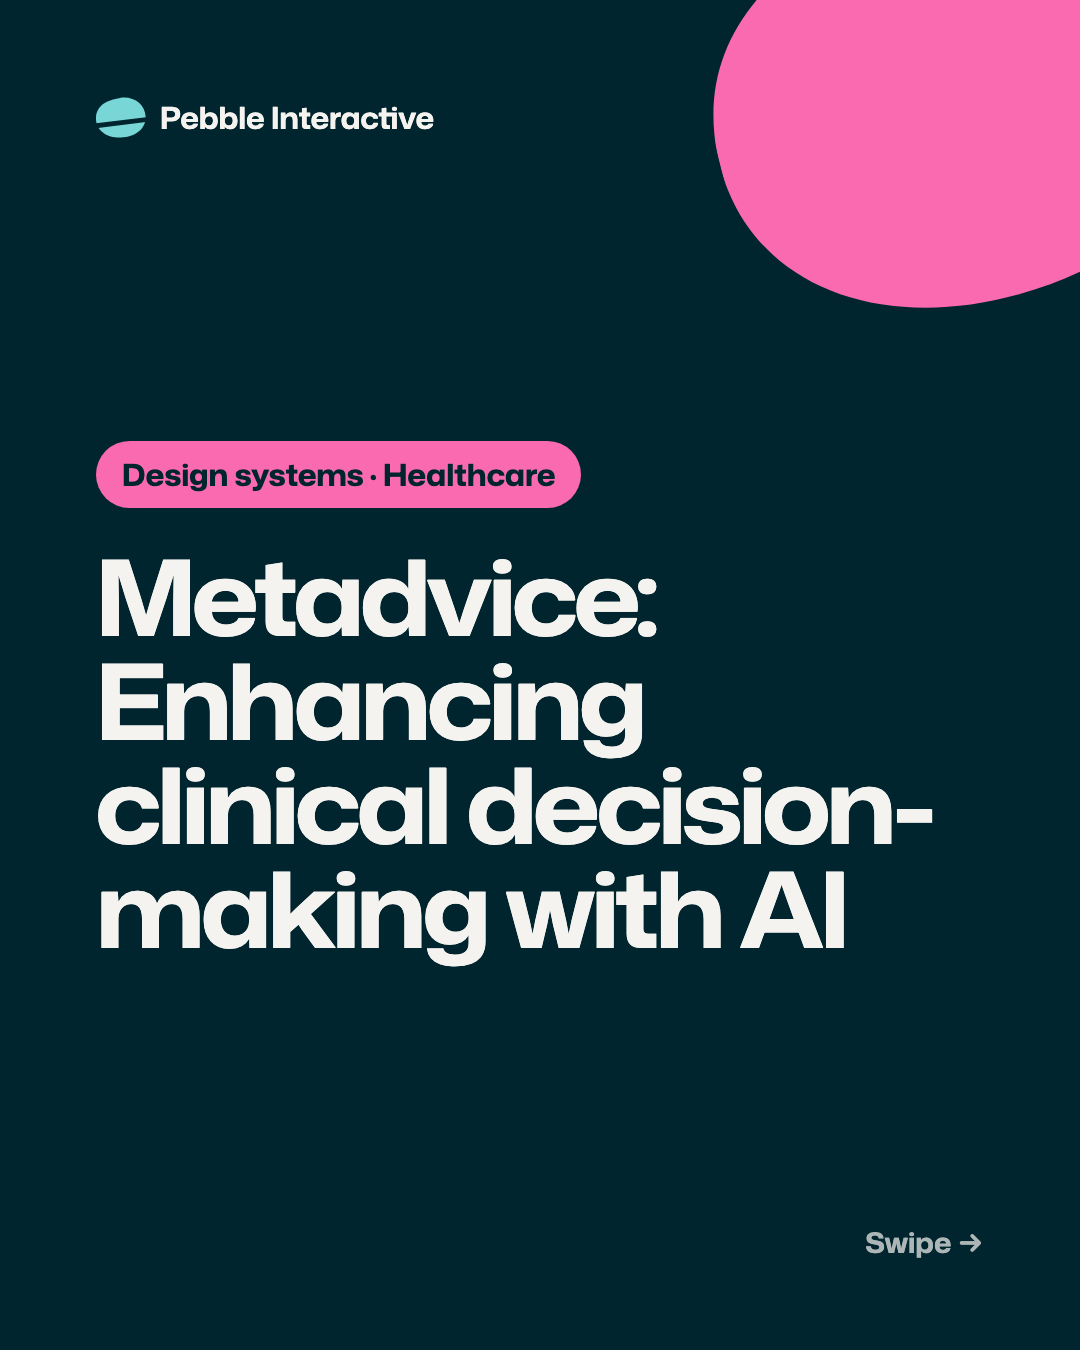 Pebble Interactive
Design systems · Healthcare
Metadvice:
Enhancing
clinical decision-
making with AI
Swipe →